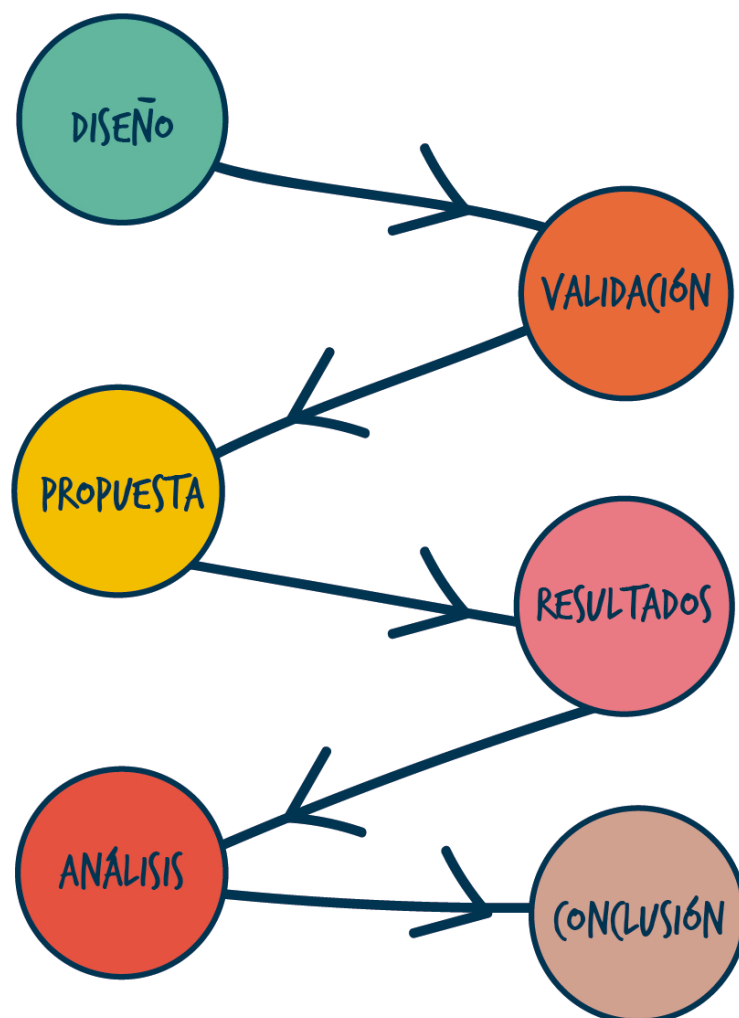 DISEÑO
VALIDACIÓN
PROPUESTA
RESULTADOS
ANÁLISIS
CONCLUSIÓN